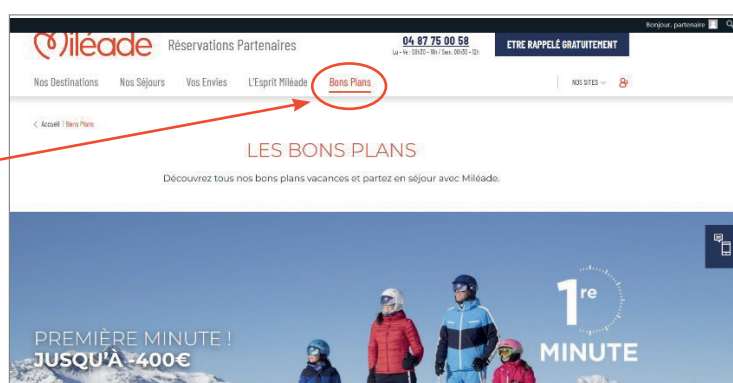 Bonjour, partenaire
Miléade Réservations Partenaires
04 87 75 00 58
ETRE RAPPELÉ GRATUITEMENT
Nos Destinations Nos Séjours Vos Envies L'Esprit Miléade Bons Plans NOS SITES
< Accueil | Bons Plans
LES BONS PLANS
Découvrez tous nos bons plans vacances et partez en séjour avec Miléade.
1re
MINUTE
PREMIÈRE MINUTE !
JUSQU'À -400€